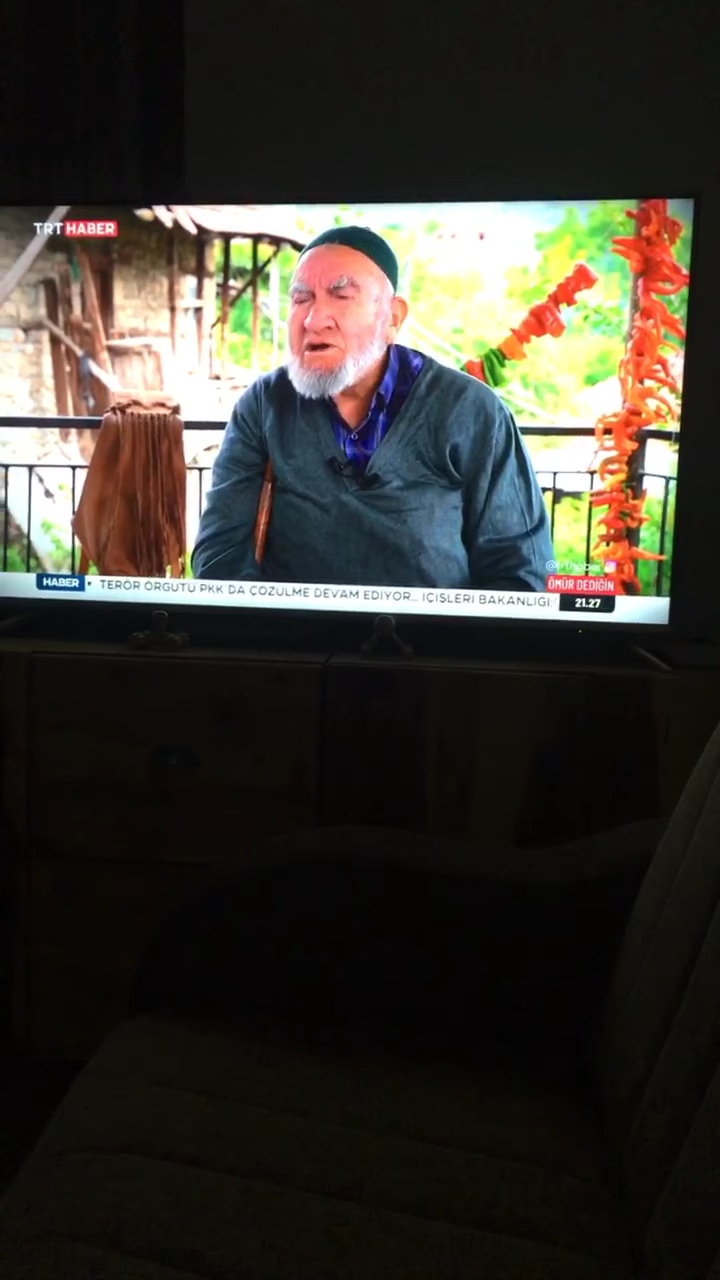 TRT HABER
@trthaber
ÖMÜR DEDİĞİN
HABER • TERÖR ÖRGÜTÜ PKK DA ÇÖZÜLME DEVAM EDİYOR... İÇİŞLERİ BAKANLIĞI:
21.27